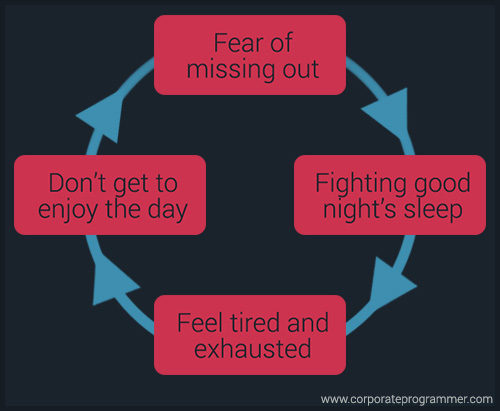 Fear of
missing out
Fighting good
night's sleep
Feel tired and
exhausted
Don't get to
enjoy the day
www.corporateprogrammer.com